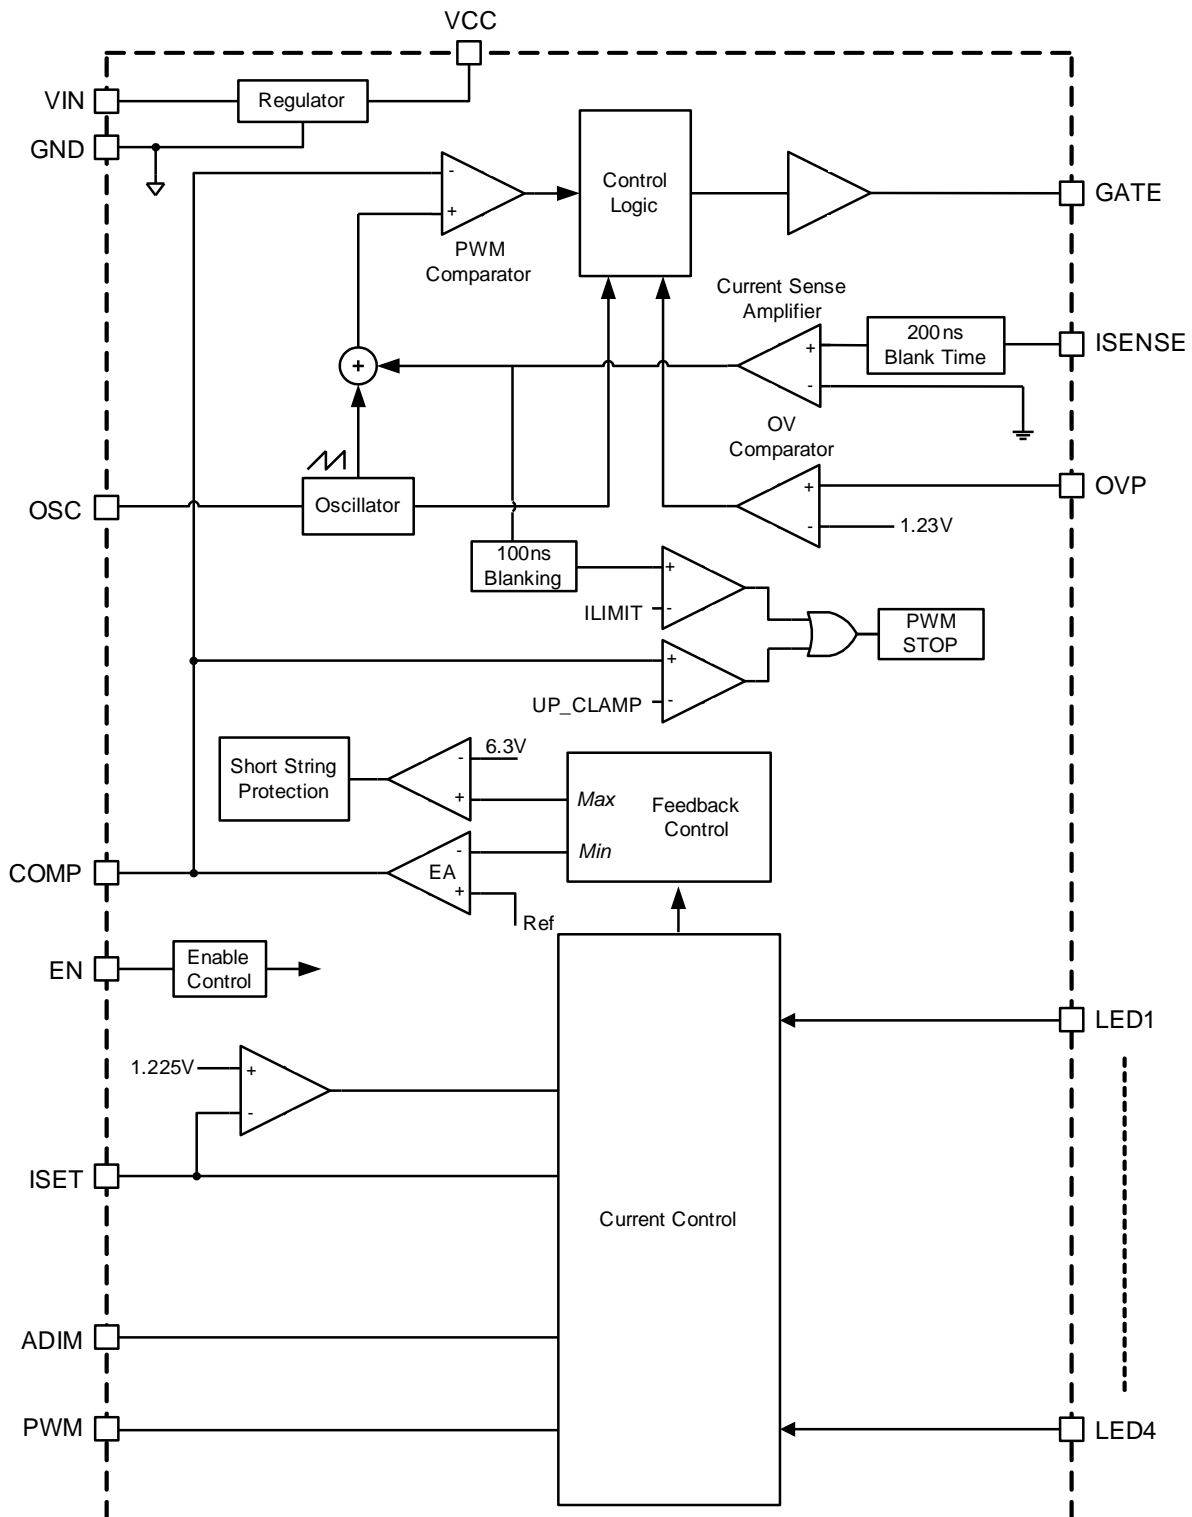 VCC
VIN
Regulator
GND
-
+
PWM
Comparator
Control
Logic
GATE
Current Sense
Amplifier
+
-
200ns
Blank Time
ISENSE
+
OV
Comparator
+
-
1.23V
OVP
OSC
Oscillator
100ns
Blanking
+
-
ILIMIT
PWM
STOP
+
-
UP_CLAMP
Short String
Protection
-
+
6.3V
Max
Feedback
Control
Min
COMP
EA
-
+
Ref
EN
Enable
Control
LED1
1.225V
+
-
ISET
Current Control
ADIM
PWM
LED4